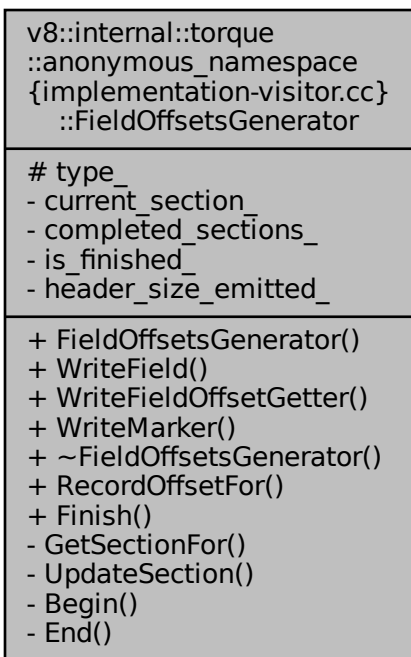 v8::internal::torque
::anonymous_namespace
{implementation-visitor.cc}
::FieldOffsetsGenerator
# type_
- current_section_
- completed_sections_
- is_finished_
- header_size_emitted_
+ FieldOffsetsGenerator()
+ WriteField()
+ WriteFieldOffsetGetter()
+ WriteMarker()
+ ~FieldOffsetsGenerator()
+ RecordOffsetFor()
+ Finish()
- GetSectionFor()
- UpdateSection()
- Begin()
- End()